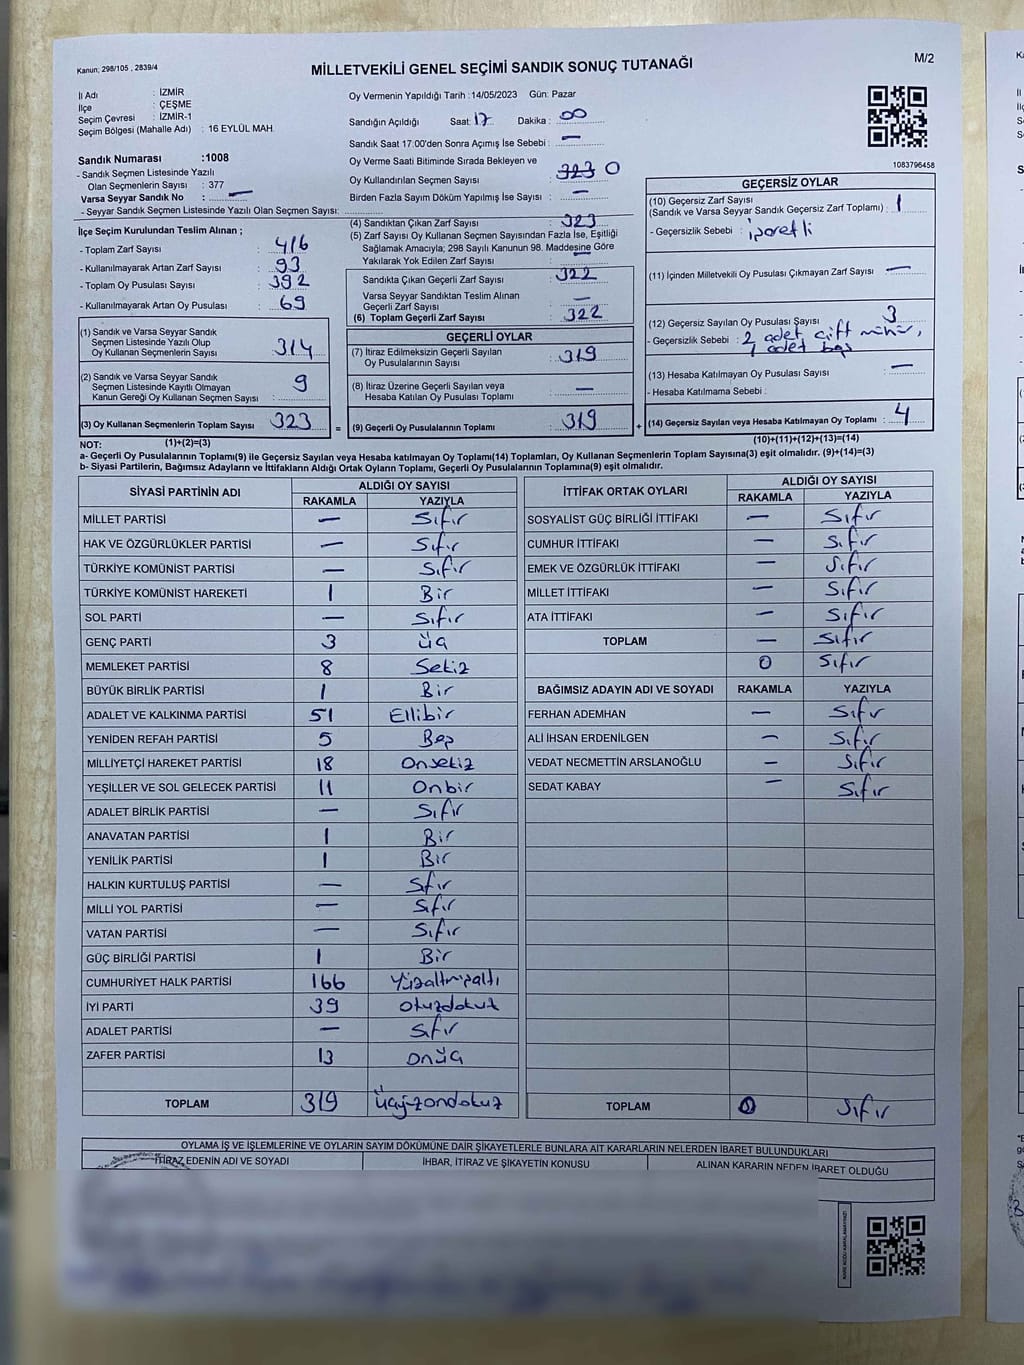 Kanun; 298/105 , 2839/4
MİLLETVEKİLİ GENEL SEÇİMİ SANDIK SONUÇ TUTANAĞI
M/2
İl Adı : İZMİR
İlçe : ÇEŞME
Seçim Çevresi : İZMİR-1
Seçim Bölgesi (Mahalle Adı) : 16 EYLÜL MAH.
Sandık Numarası :1008
- Sandık Seçmen Listesinde Yazılı
Olan Seçmenlerin Sayısı : 377
Varsa Seyyar Sandık No : —
- Seyyar Sandık Seçmen Listesinde Yazılı Olan Seçmen Sayısı:
Oy Vermenin Yapıldığı Tarih :14/05/2023 Gün: Pazar
Sandığın Açıldığı Saat: 17 Dakika : 00
Sandık Saat 17:00'den Sonra Açımış İse Sebebi : —
Oy Verme Saati Bitiminde Sırada Bekleyen ve
Oy Kullandırılan Seçmen Sayısı : 323 0
Birden Fazla Sayım Döküm Yapılmış İse Sayısı : —
1083796458
İlçe Seçim Kurulundan Teslim Alınan ;
- Toplam Zarf Sayısı : 416
- Kullanılmayarak Artan Zarf Sayısı : 93
- Toplam Oy Pusulası Sayısı : 392
- Kullanılmayarak Artan Oy Pusulası : 69
(1) Sandık ve Varsa Seyyar Sandık
Seçmen Listesinde Yazılı Olup
Oy Kullanan Seçmenlerin Sayısı : 314
(2) Sandık ve Varsa Seyyar Sandık
Seçmen Listesinde Kayıtlı Olmayan
Kanun Gereği Oy Kullanan Seçmen Sayısı : 9
(3) Oy Kullanan Seçmenlerin Toplam Sayısı : 323
(4) Sandıktan Çıkan Zarf Sayısı : 323
(5) Zarf Sayısı Oy Kullanan Seçmen Sayısından Fazla İse, Eşitliği
Sağlamak Amacıyla; 298 Sayılı Kanunun 98. Maddesine Göre
Yakılarak Yok Edilen Zarf Sayısı : —
Sandıkta Çıkan Geçerli Zarf Sayısı : 322
Varsa Seyyar Sandıktan Teslim Alınan
Geçerli Zarf Sayısı : —
(6) Toplam Geçerli Zarf Sayısı : 322
GEÇERLİ OYLAR
(7) İtiraz Edilmeksizin Geçerli Sayılan
Oy Pusulalarının Sayısı : 319
(8) İtiraz Üzerine Geçerli Sayılan veya
Hesaba Katılan Oy Pusulası Toplamı : —
= (9) Geçerli Oy Pusulalarının Toplamı : 319
GEÇERSİZ OYLAR
(10) Geçersiz Zarf Sayısı
(Sandık ve Varsa Seyyar Sandık Geçersiz Zarf Toplamı) : 1
- Geçersizlik Sebebi : işaretli
(11) İçinden Milletvekili Oy Pusulası Çıkmayan Zarf Sayısı : —
(12) Geçersiz Sayılan Oy Pusulası Sayısı : 3
- Geçersizlik Sebebi : 2 adet çift mühür,
1 adet boş
(13) Hesaba Katılmayan Oy Pusulası Sayısı : —
- Hesaba Katılmama Sebebi :
+ (14) Geçersiz Sayılan veya Hesaba Katılmayan Oy Toplamı : 4
NOT: (1)+(2)=(3)
(10)+(11)+(12)+(13)=(14)
a- Geçerli Oy Pusulalarının Toplamı(9) ile Geçersiz Sayılan veya Hesaba katılmayan Oy Toplamı(14) Toplamları, Oy Kullanan Seçmenlerin Toplam Sayısına(3) eşit olmalıdır. (9)+(14)=(3)
b- Siyasi Partilerin, Bağımsız Adayların ve İttifakların Aldığı Ortak Oyların Toplamı, Geçerli Oy Pusulalarının Toplamına(9) eşit olmalıdır.
SİYASİ PARTİNİN ADI ALDIĞI OY SAYISI
RAKAMLA YAZIYLA
MİLLET PARTİSİ — Sıfır
HAK VE ÖZGÜRLÜKLER PARTİSİ — Sıfır
TÜRKİYE KOMÜNİST PARTİSİ — Sıfır
TÜRKİYE KOMÜNİST HAREKETİ 1 Bir
SOL PARTİ — Sıfır
GENÇ PARTİ 3 üç
MEMLEKET PARTİSİ 8 Sekiz
BÜYÜK BİRLİK PARTİSİ 1 Bir
ADALET VE KALKINMA PARTİSİ 51 Ellibir
YENİDEN REFAH PARTİSİ 5 Beş
MİLLİYETÇİ HAREKET PARTİSİ 18 Onsekiz
YEŞİLLER VE SOL GELECEK PARTİSİ 11 Onbir
ADALET BİRLİK PARTİSİ — Sıfır
ANAVATAN PARTİSİ 1 Bir
YENİLİK PARTİSİ 1 Bir
HALKIN KURTULUŞ PARTİSİ — Sıfır
MİLLİ YOL PARTİSİ — Sıfır
VATAN PARTİSİ — Sıfır
GÜÇ BİRLİĞİ PARTİSİ 1 Bir
CUMHURİYET HALK PARTİSİ 166 Yüzaltmışaltı
İYİ PARTİ 39 Otuzdokuz
ADALET PARTİSİ — Sıfır
ZAFER PARTİSİ 13 Onüç
TOPLAM 319 üçyüzondokuz
İTTİFAK ORTAK OYLARI ALDIĞI OY SAYISI
RAKAMLA YAZIYLA
SOSYALİST GÜÇ BİRLİĞİ İTTİFAKI — Sıfır
CUMHUR İTTİFAKI — Sıfır
EMEK VE ÖZGÜRLÜK İTTİFAKI — Sıfır
MİLLET İTTİFAKI — Sıfır
ATA İTTİFAKI — Sıfır
TOPLAM — Sıfır
0 Sıfır
BAĞIMSIZ ADAYIN ADI VE SOYADI RAKAMLA YAZIYLA
FERHAN ADEMHAN — Sıfır
ALİ İHSAN ERDENİLGEN — Sıfır
VEDAT NECMETTİN ARSLANOĞLU — Sıfır
SEDAT KABAY — Sıfır
TOPLAM 0 Sıfır
OYLAMA İŞ VE İŞLEMLERİNE VE OYLARIN SAYIM DÖKÜMÜNE DAİR ŞİKAYETLERLE BUNLARA AİT KARARLARIN NELERDEN İBARET BULUNDUKLARI
İTİRAZ EDENİN ADI VE SOYADI İHBAR, İTİRAZ VE ŞİKAYETİN KONUSU ALINAN KARARIN NEDEN İBARET OLDUĞU